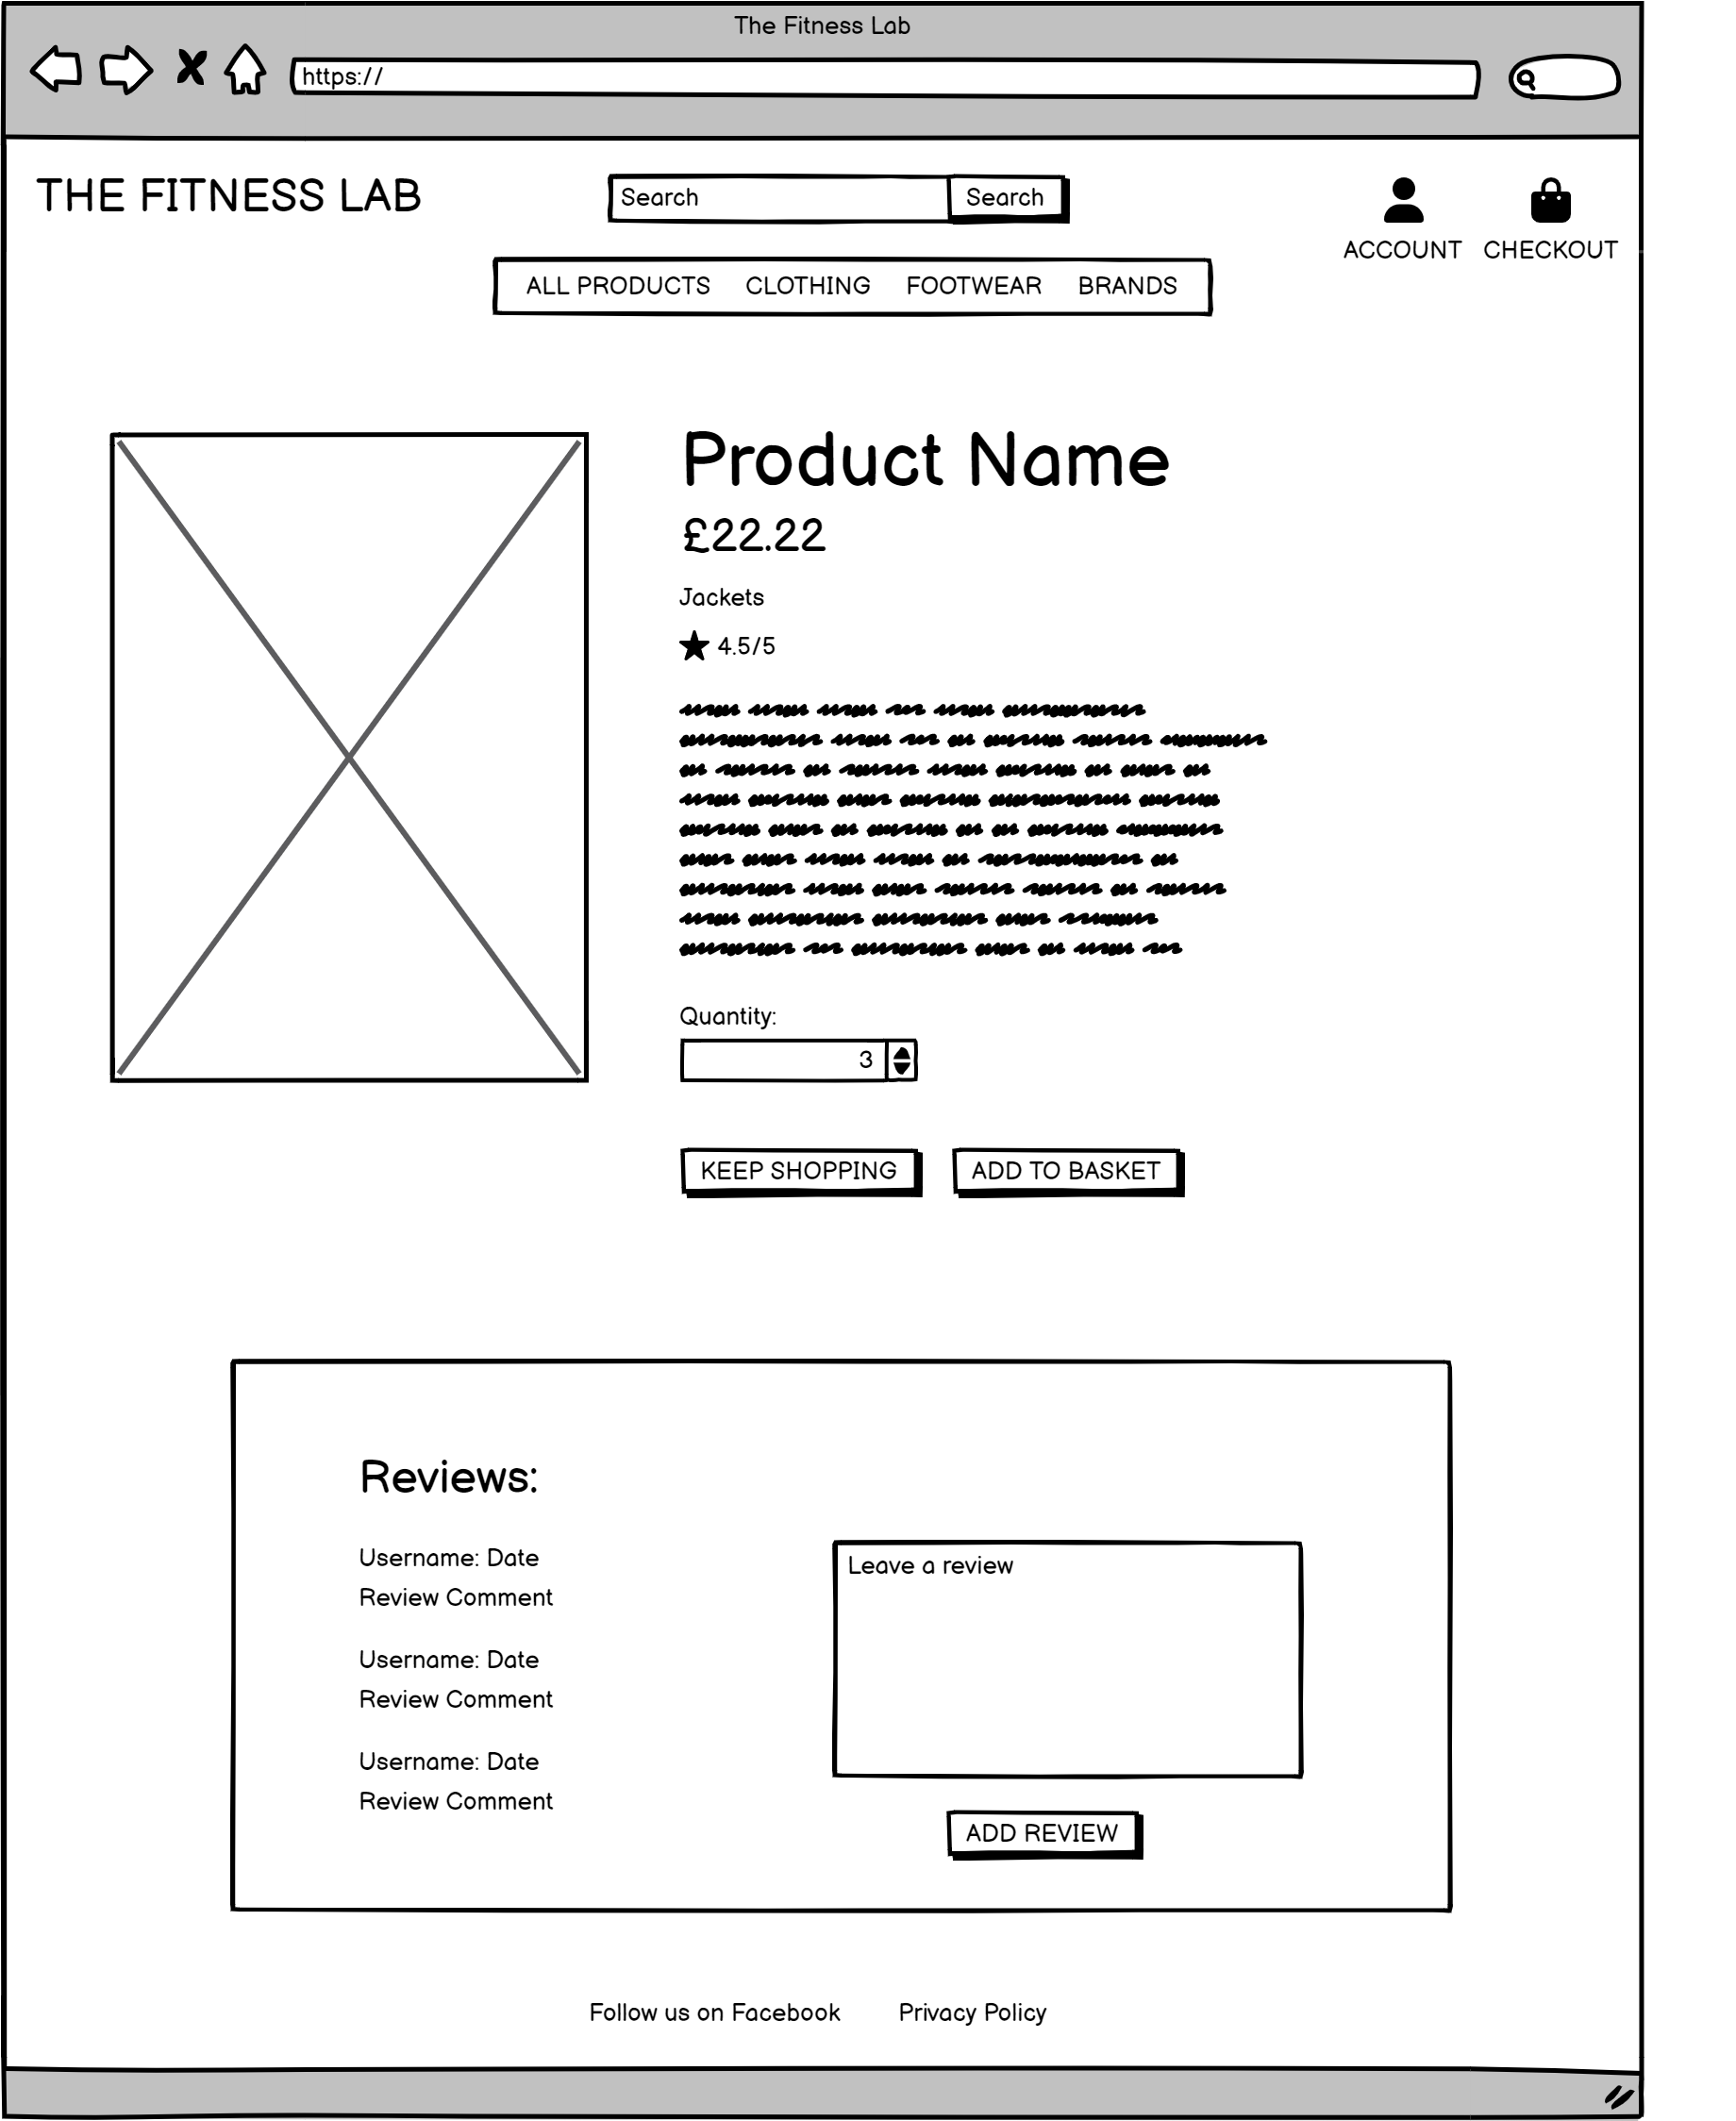 The Fitness Lab
https://
THE FITNESS LAB
Search Search
ACCOUNT CHECKOUT
ALL PRODUCTS CLOTHING FOOTWEAR BRANDS
Product Name
£22.22
Jackets
4.5/5
Quantity:
3
KEEP SHOPPING ADD TO BASKET
Reviews:
Username: Date
Review Comment
Username: Date
Review Comment
Username: Date
Review Comment
Leave a review
ADD REVIEW
Follow us on Facebook Privacy Policy